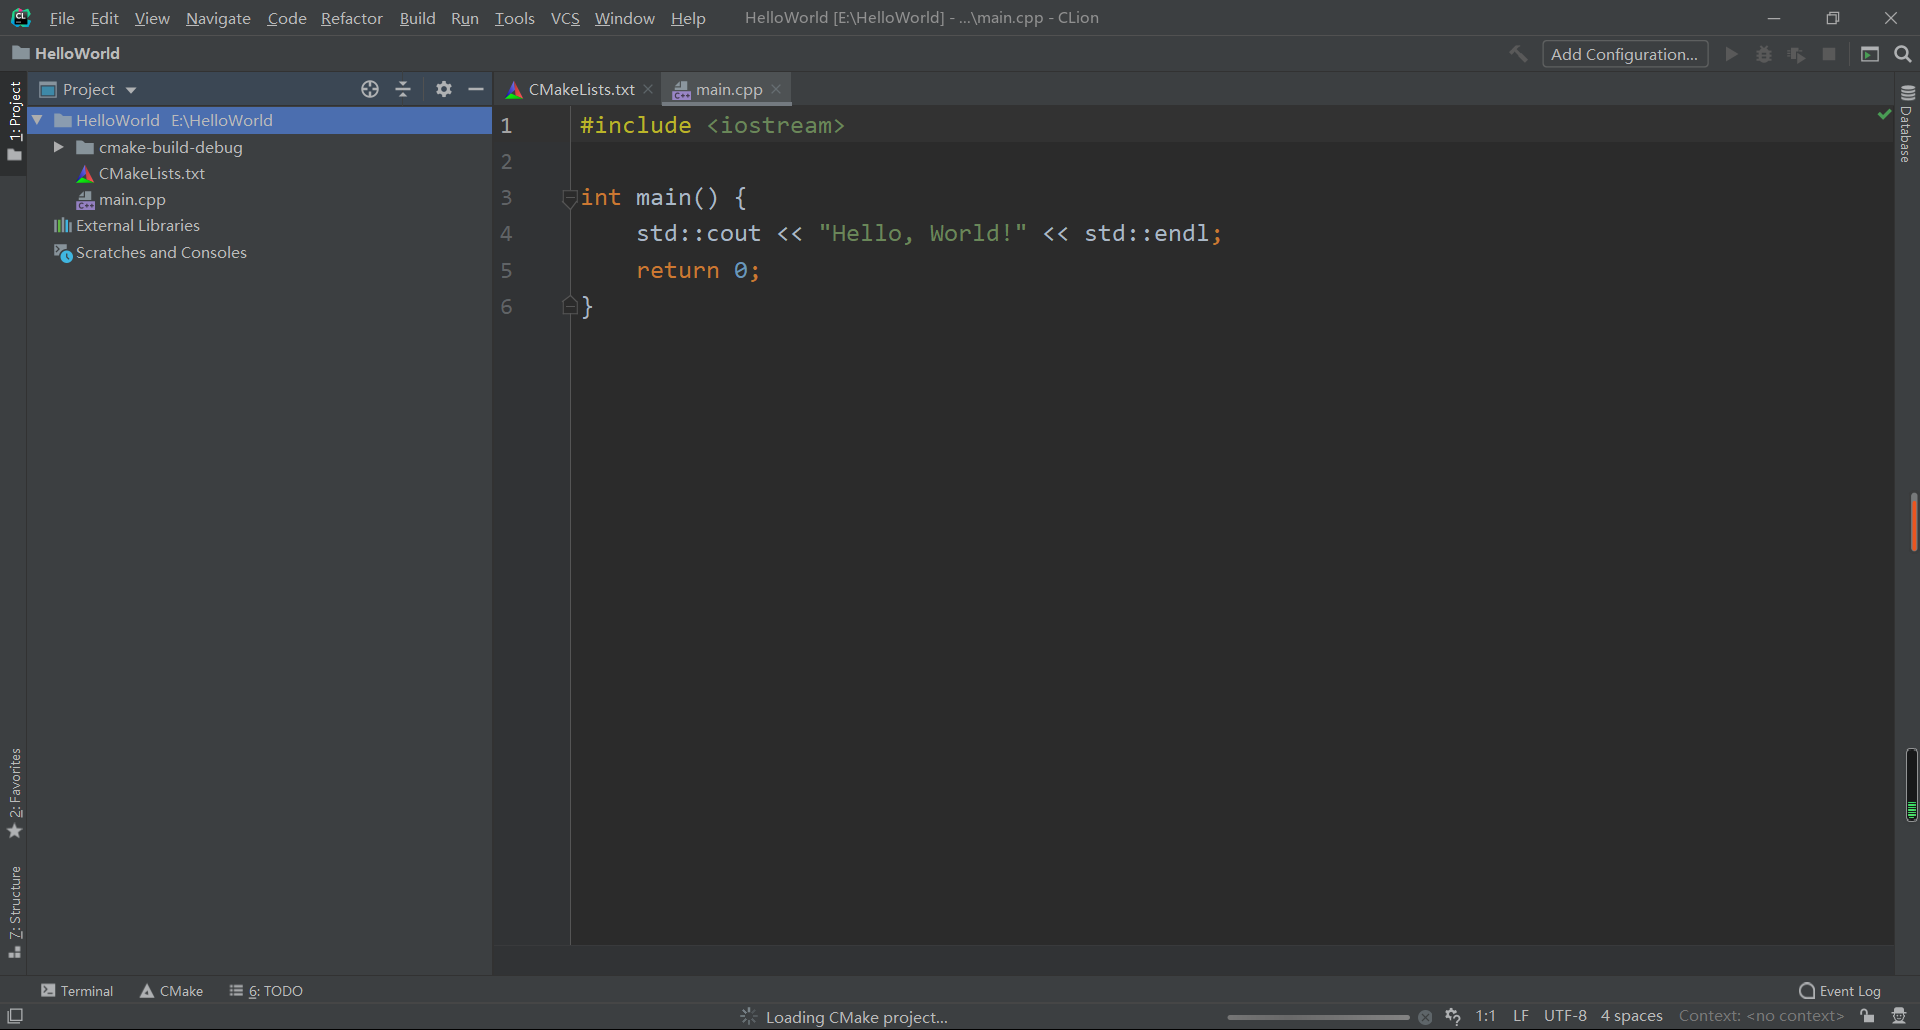 File Edit View Navigate Code Refactor Build Run Tools VCS Window Help HelloWorld [E:\HelloWorld] - ...\main.cpp - CLion
HelloWorld
Add Configuration...
1: Project
Project
CMakeLists.txt
main.cpp
Database
HelloWorld E:\HelloWorld
cmake-build-debug
CMakeLists.txt
main.cpp
External Libraries
Scratches and Consoles
1 #include <iostream>
2
3 int main() {
4 std::cout << "Hello, World!" << std::endl;
5 return 0;
6 }
2: Favorites
7: Structure
Terminal
CMake
6: TODO
Event Log
Loading CMake project...
1:1 LF UTF-8 4 spaces Context: <no context>